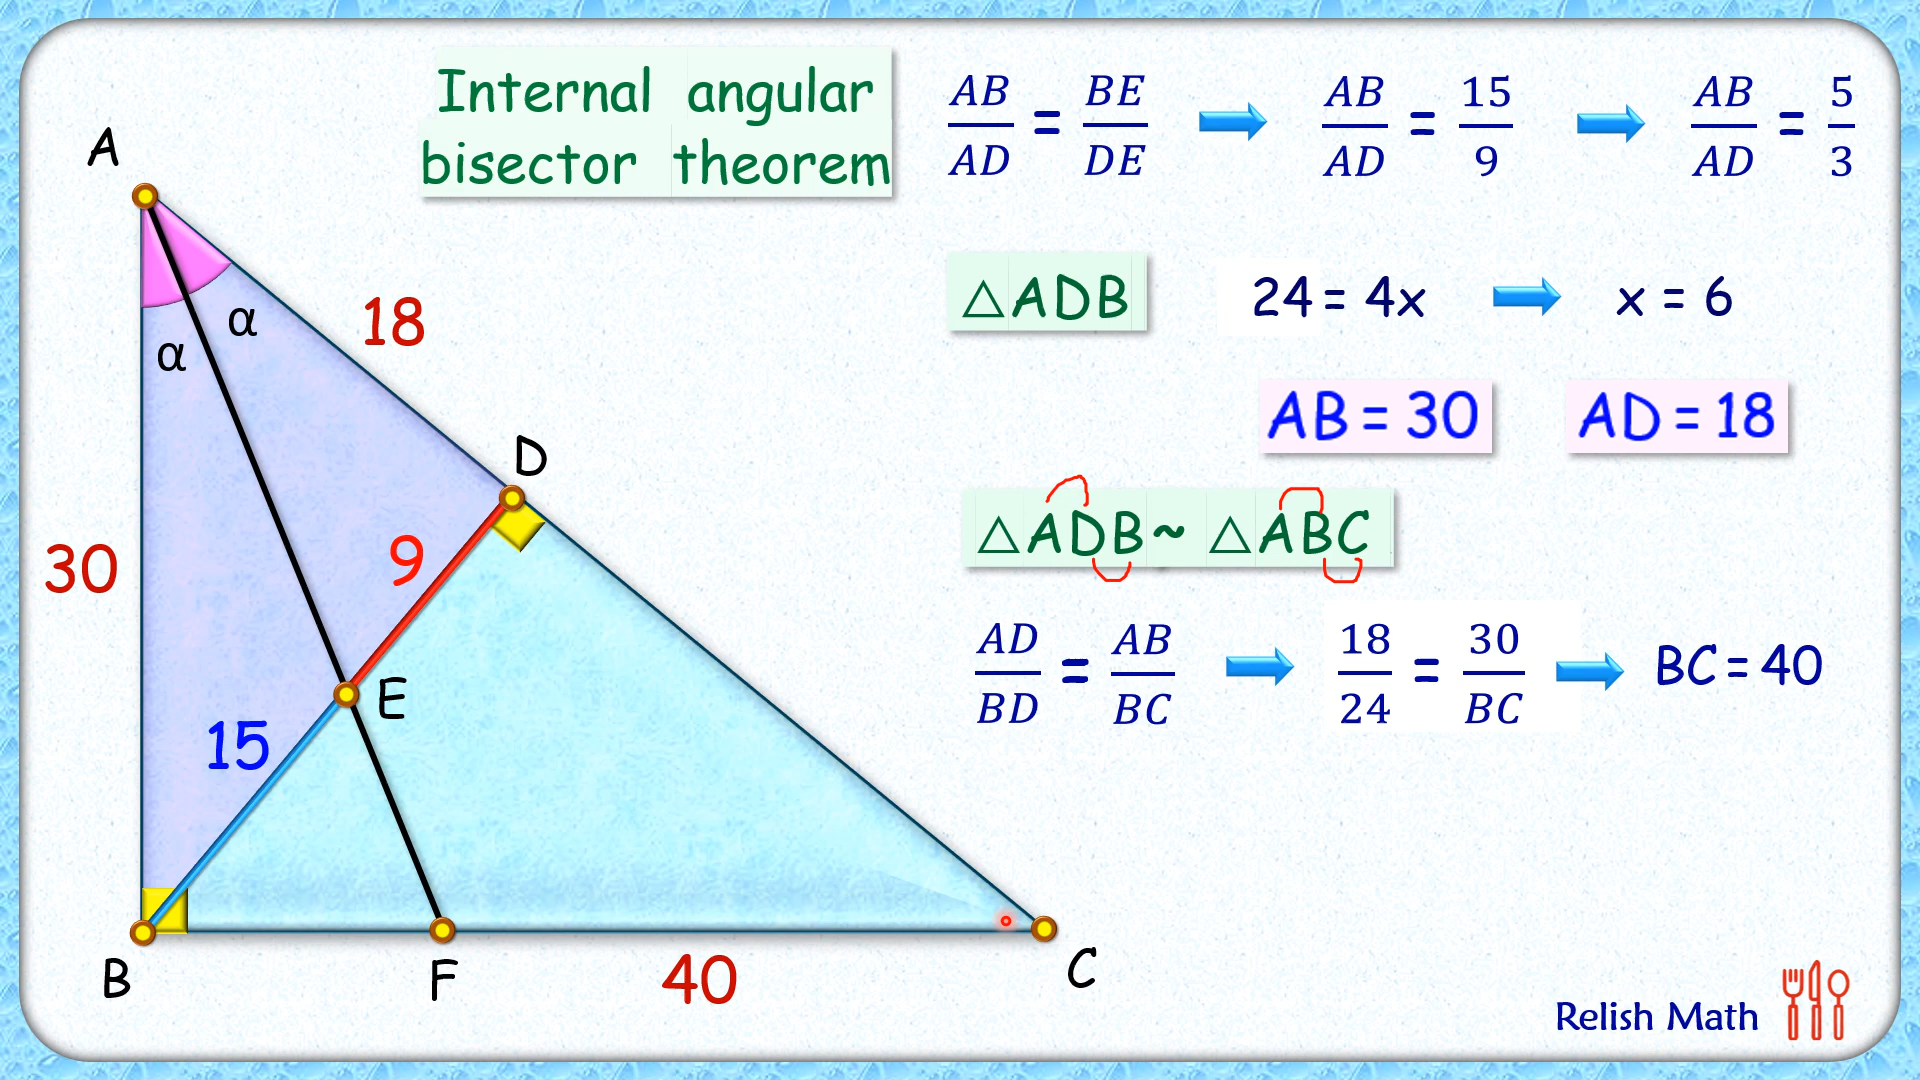 Internal angular
bisector theorem
AB/AD = BE/DE ➡ AB/AD = 15/9 ➡ AB/AD = 5/3
△ADB 24 = 4x ➡ x = 6
AB = 30 AD = 18
△ADB ~ △ABC
AD/BD = AB/BC ➡ 18/24 = 30/BC ➡ BC = 40
A
α
α
18
D
30
9
E
15
B
F
40
C
Relish Math